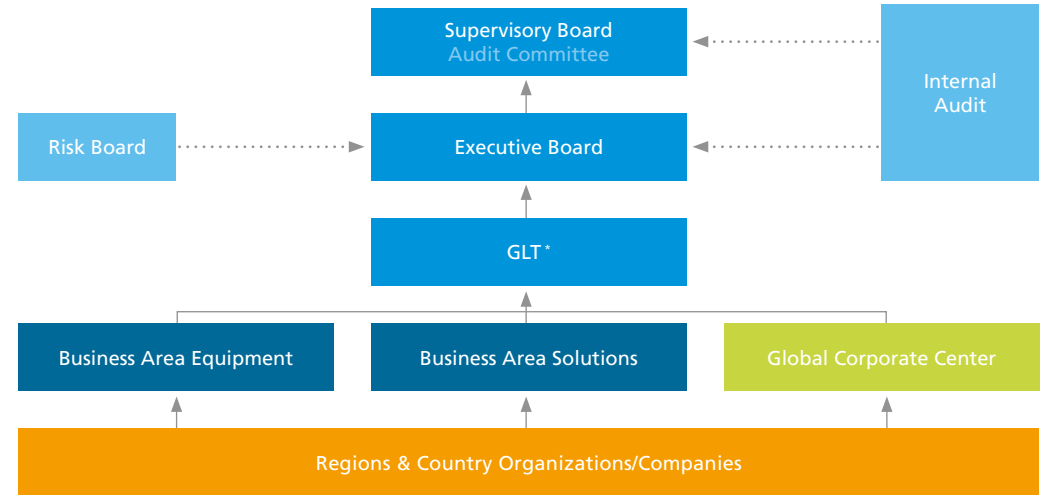 Supervisory Board
Audit Committee
Internal
Audit
Risk Board
Executive Board
GLT *
Business Area Equipment
Business Area Solutions
Global Corporate Center
Regions & Country Organizations/Companies